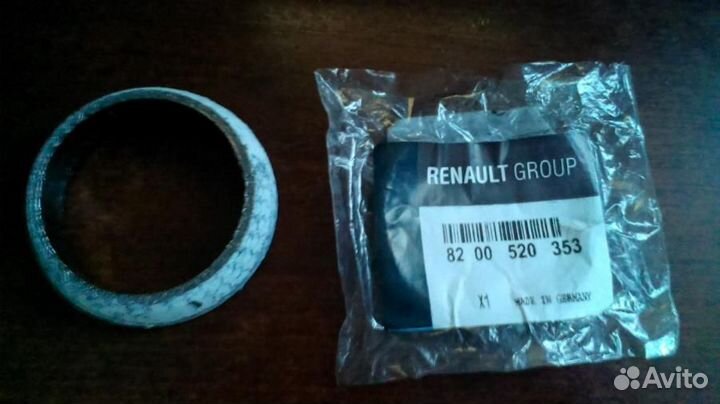 RENAULT GROUP
82 00 520 353
X1 MADE IN GERMANY
Avito